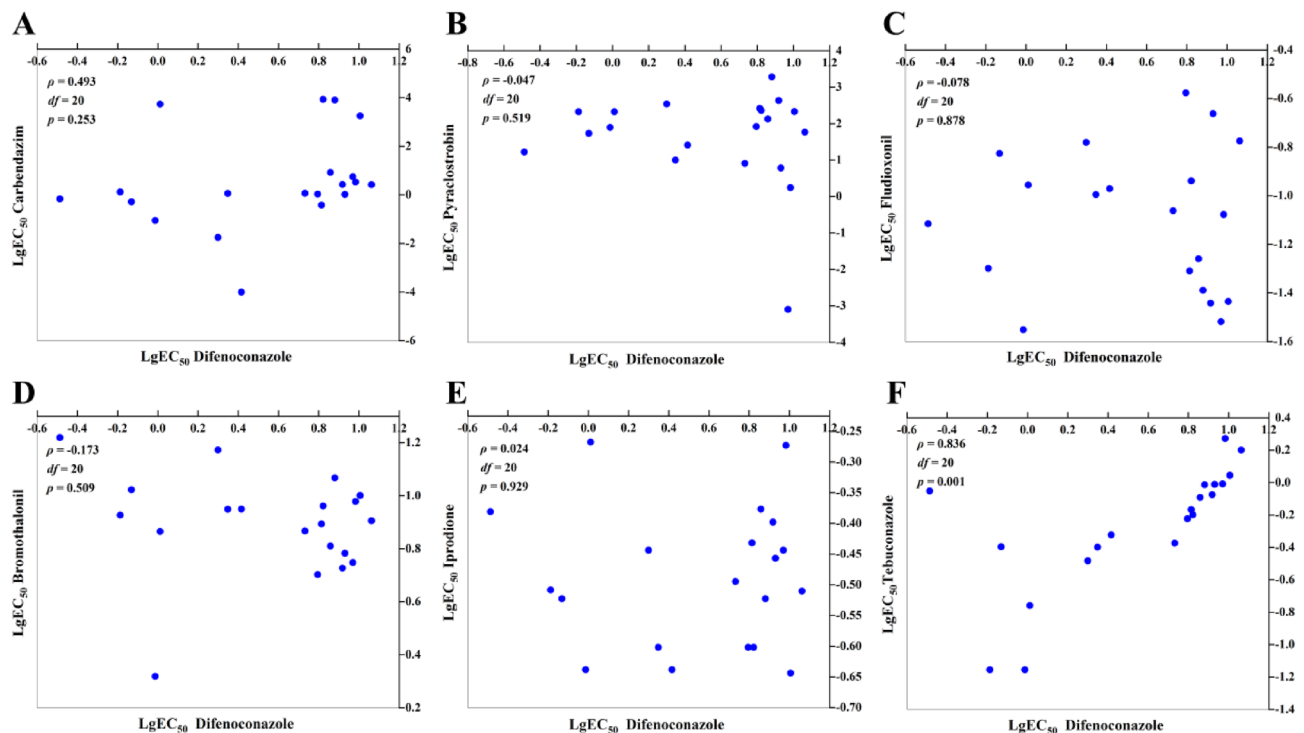 A
-0.6 -0.4 -0.2 0.0 0.2 0.4 0.6 0.8 1.0 1.2
6
4
2
0
-2
-4
-6
ρ = 0.493
df = 20
p = 0.253
LgEC50 Carbendazim
LgEC50 Difenoconazole
B
-0.6 -0.4 -0.2 0.0 0.2 0.4 0.6 0.8 1.0 1.2
4
3
2
1
0
-1
-2
-3
-4
ρ = -0.047
df = 20
p = 0.519
LgEC50 Pyraclostrobin
LgEC50 Difenoconazole
C
-0.6 -0.4 -0.2 0.0 0.2 0.4 0.6 0.8 1.0 1.2
-0.4
-0.6
-0.8
-1.0
-1.2
-1.4
-1.6
ρ = -0.078
df = 20
p = 0.878
LgEC50 Fludioxonil
LgEC50 Difenoconazole
D
-0.6 -0.4 -0.2 0.0 0.2 0.4 0.6 0.8 1.0 1.2
1.2
1.0
0.8
0.6
0.4
0.2
ρ = -0.173
df = 20
p = 0.509
LgEC50 Bromothalonil
LgEC50 Difenoconazole
E
-0.6 -0.4 -0.2 0.0 0.2 0.4 0.6 0.8 1.0 1.2
-0.25
-0.30
-0.35
-0.40
-0.45
-0.50
-0.55
-0.60
-0.65
-0.70
ρ = 0.024
df = 20
p = 0.929
LgEC50 Iprodione
LgEC50 Difenoconazole
F
-0.6 -0.4 -0.2 0.0 0.2 0.4 0.6 0.8 1.0 1.2
0.4
-0.2
-0.0
-0.2
-0.4
-0.6
-0.8
-1.0
-1.2
-1.4
ρ = 0.836
df = 20
p = 0.001
LgEC50 Tebuconazole
LgEC50 Difenoconazole